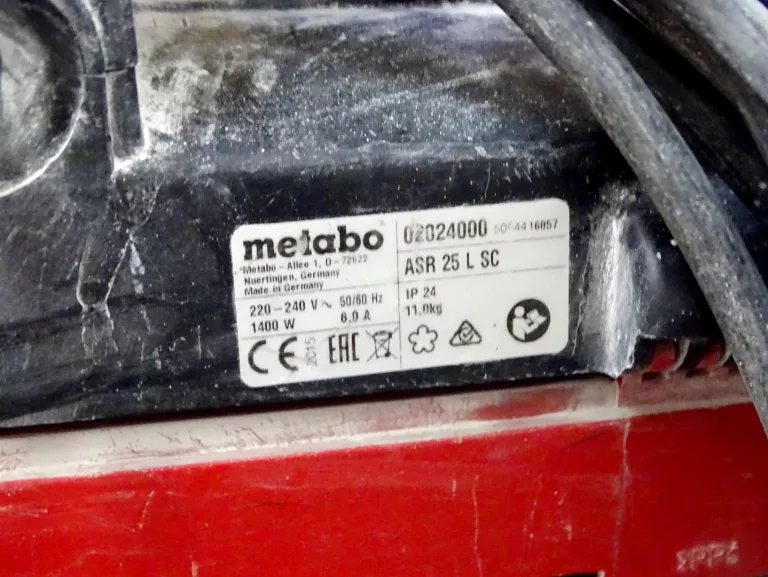 metabo
Metabo - Allee 1, D - 72622
Nuertingen, Germany
Made in Germany
220-240 V ~ 50/60 Hz
1400 W 6.0 A
CE 2015 EAC
02024000
ASR 25 L SC
IP 24
11.0kg